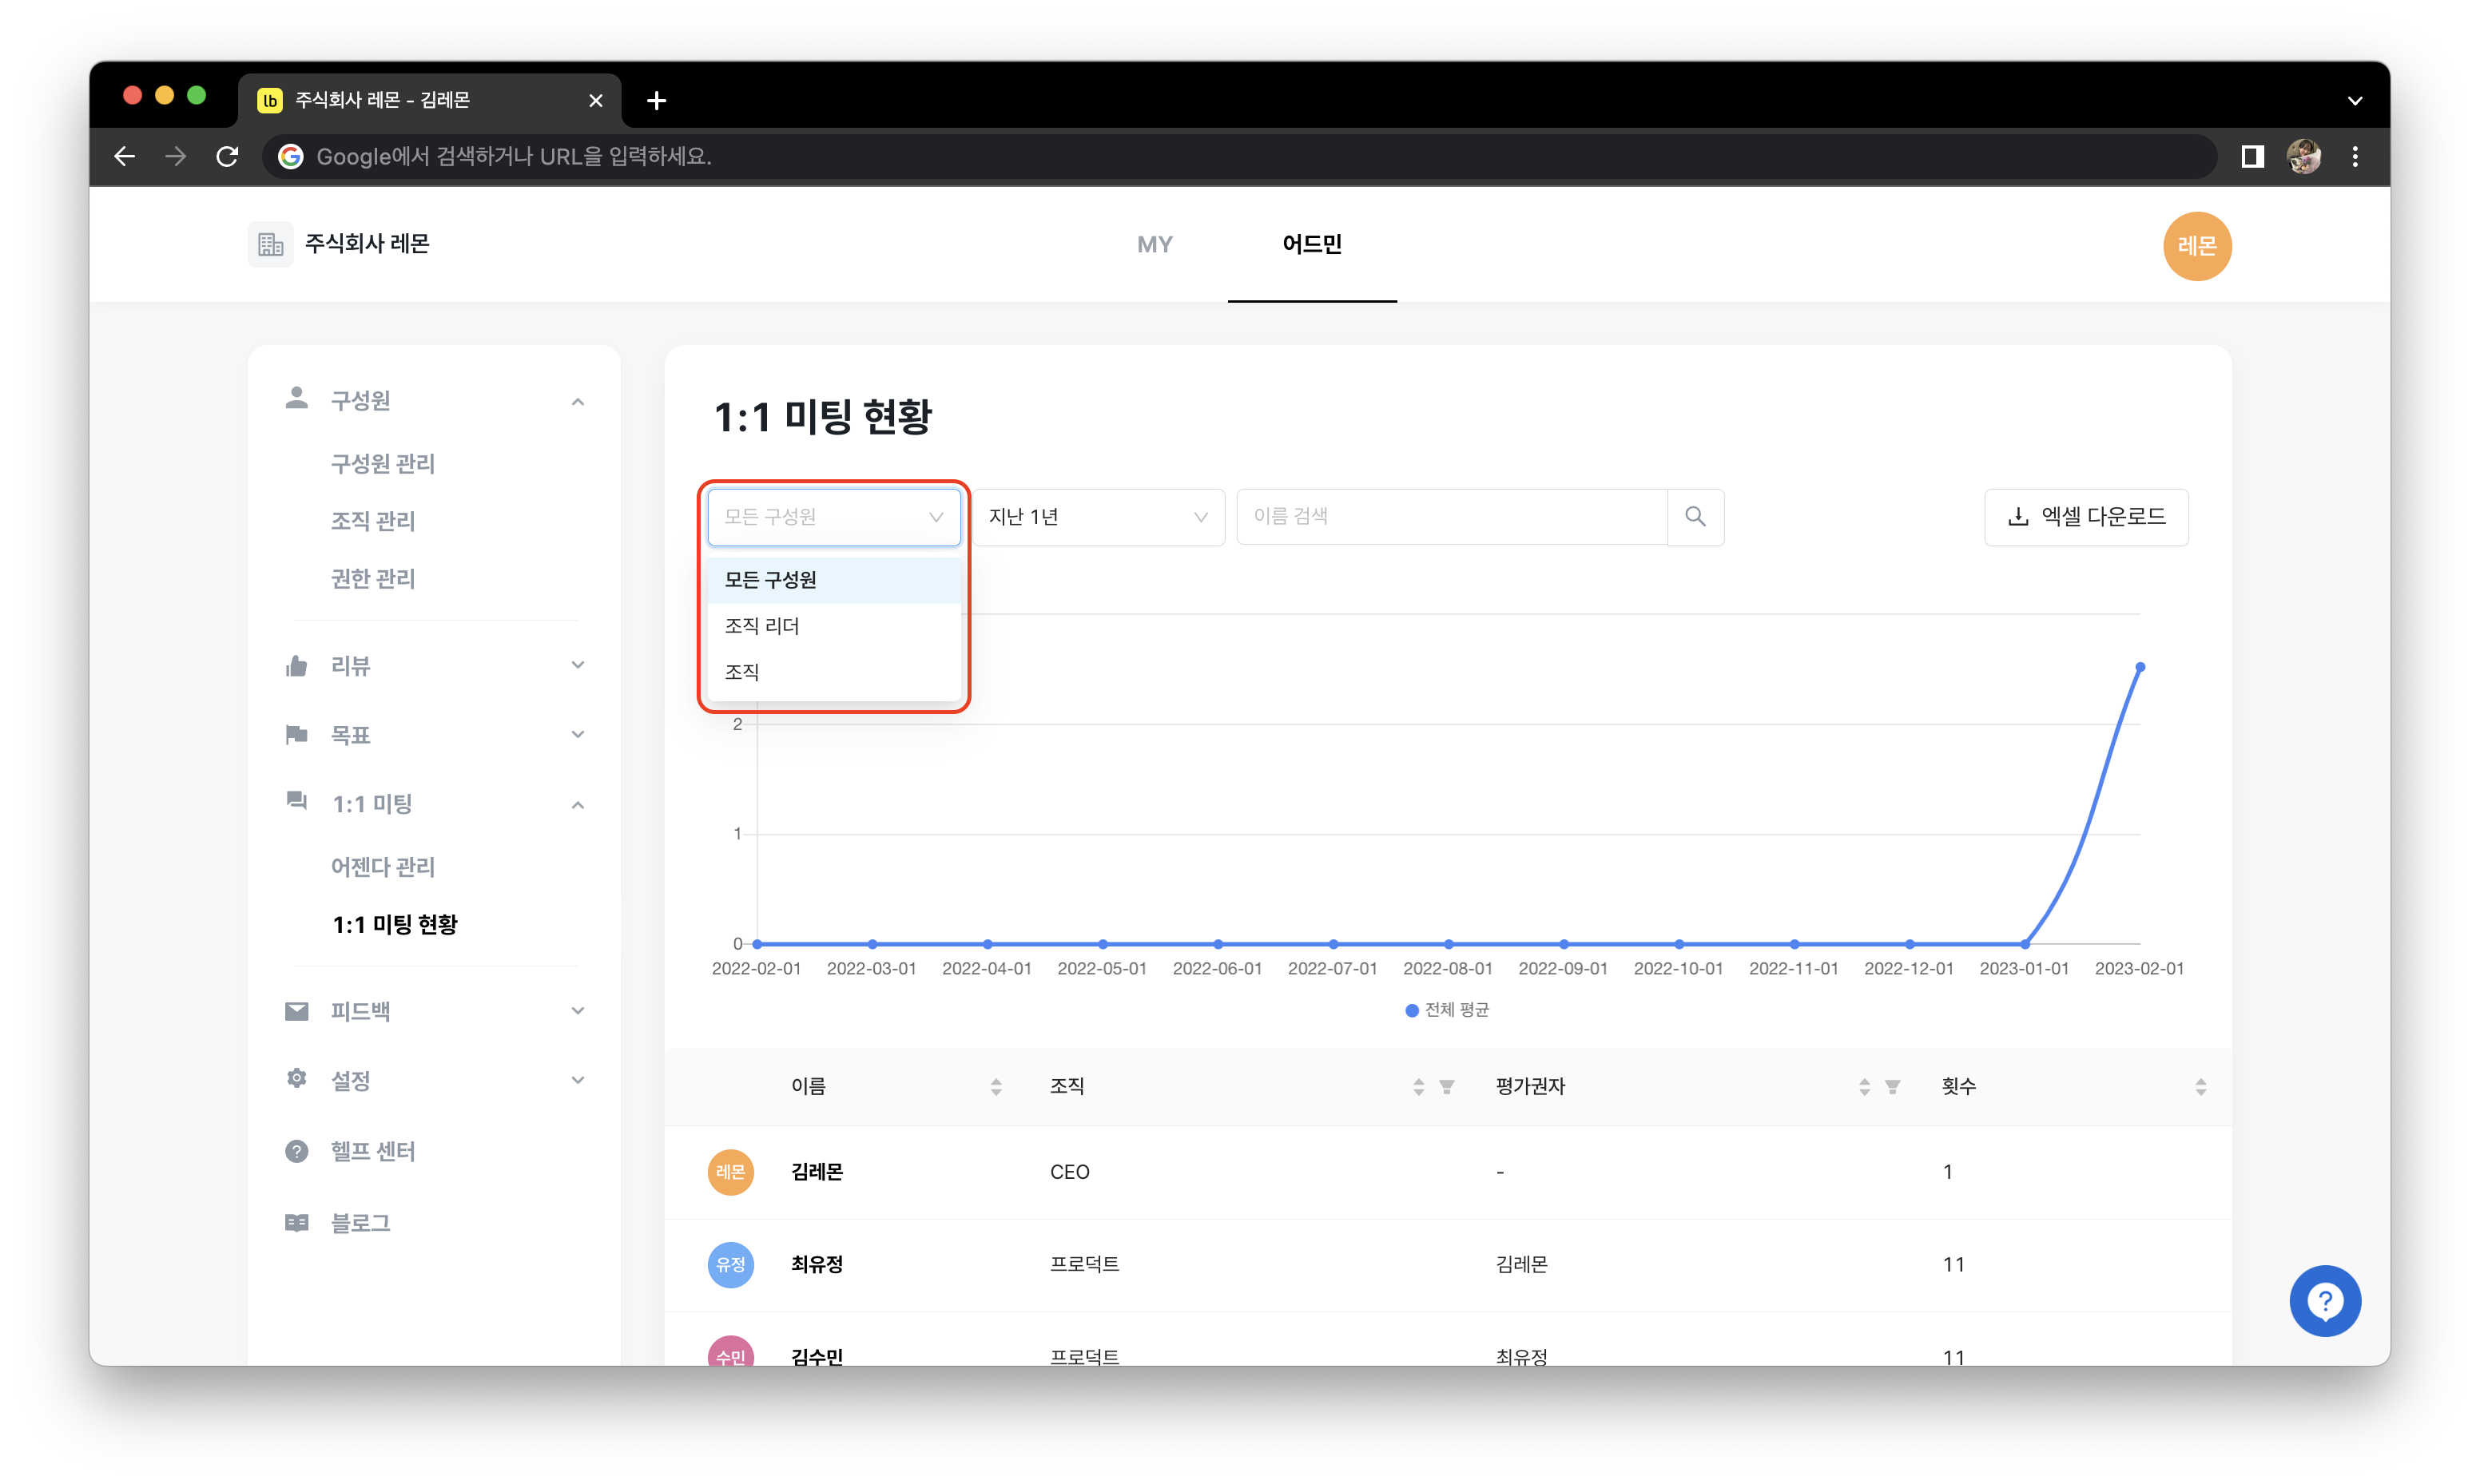 lb 주식회사 레몬 - 김레몬
Google에서 검색하거나 URL을 입력하세요.
주식회사 레몬
MY
어드민
레몬
구성원
구성원 관리
조직 관리
권한 관리
리뷰
목표
1:1 미팅
어젠다 관리
1:1 미팅 현황
피드백
설정
헬프 센터
블로그
1:1 미팅 현황
모든 구성원
지난 1년
이름 검색
엑셀 다운로드
모든 구성원
조직 리더
조직
2
1
0
2022-02-01 2022-03-01 2022-04-01 2022-05-01 2022-06-01 2022-07-01 2022-08-01 2022-09-01 2022-10-01 2022-11-01 2022-12-01 2023-01-01 2023-02-01
전체 평균
이름 조직 평가권자 횟수
레몬 김레몬 CEO - 1
유정 최유정 프로덕트 김레몬 11
수민 김수민 프로덕트 최유정 11